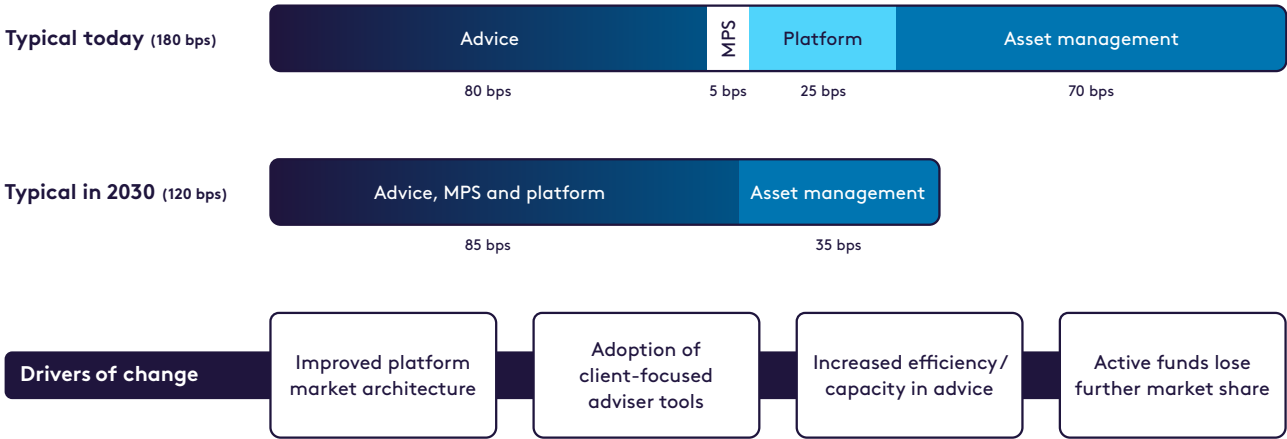 Typical today (180 bps)
Advice
MPS
Platform
Asset management
80 bps
5 bps
25 bps
70 bps
Typical in 2030 (120 bps)
Advice, MPS and platform
Asset management
85 bps
35 bps
Drivers of change
Improved platform
market architecture
Adoption of
client-focused
adviser tools
Increased efficiency/
capacity in advice
Active funds lose
further market share